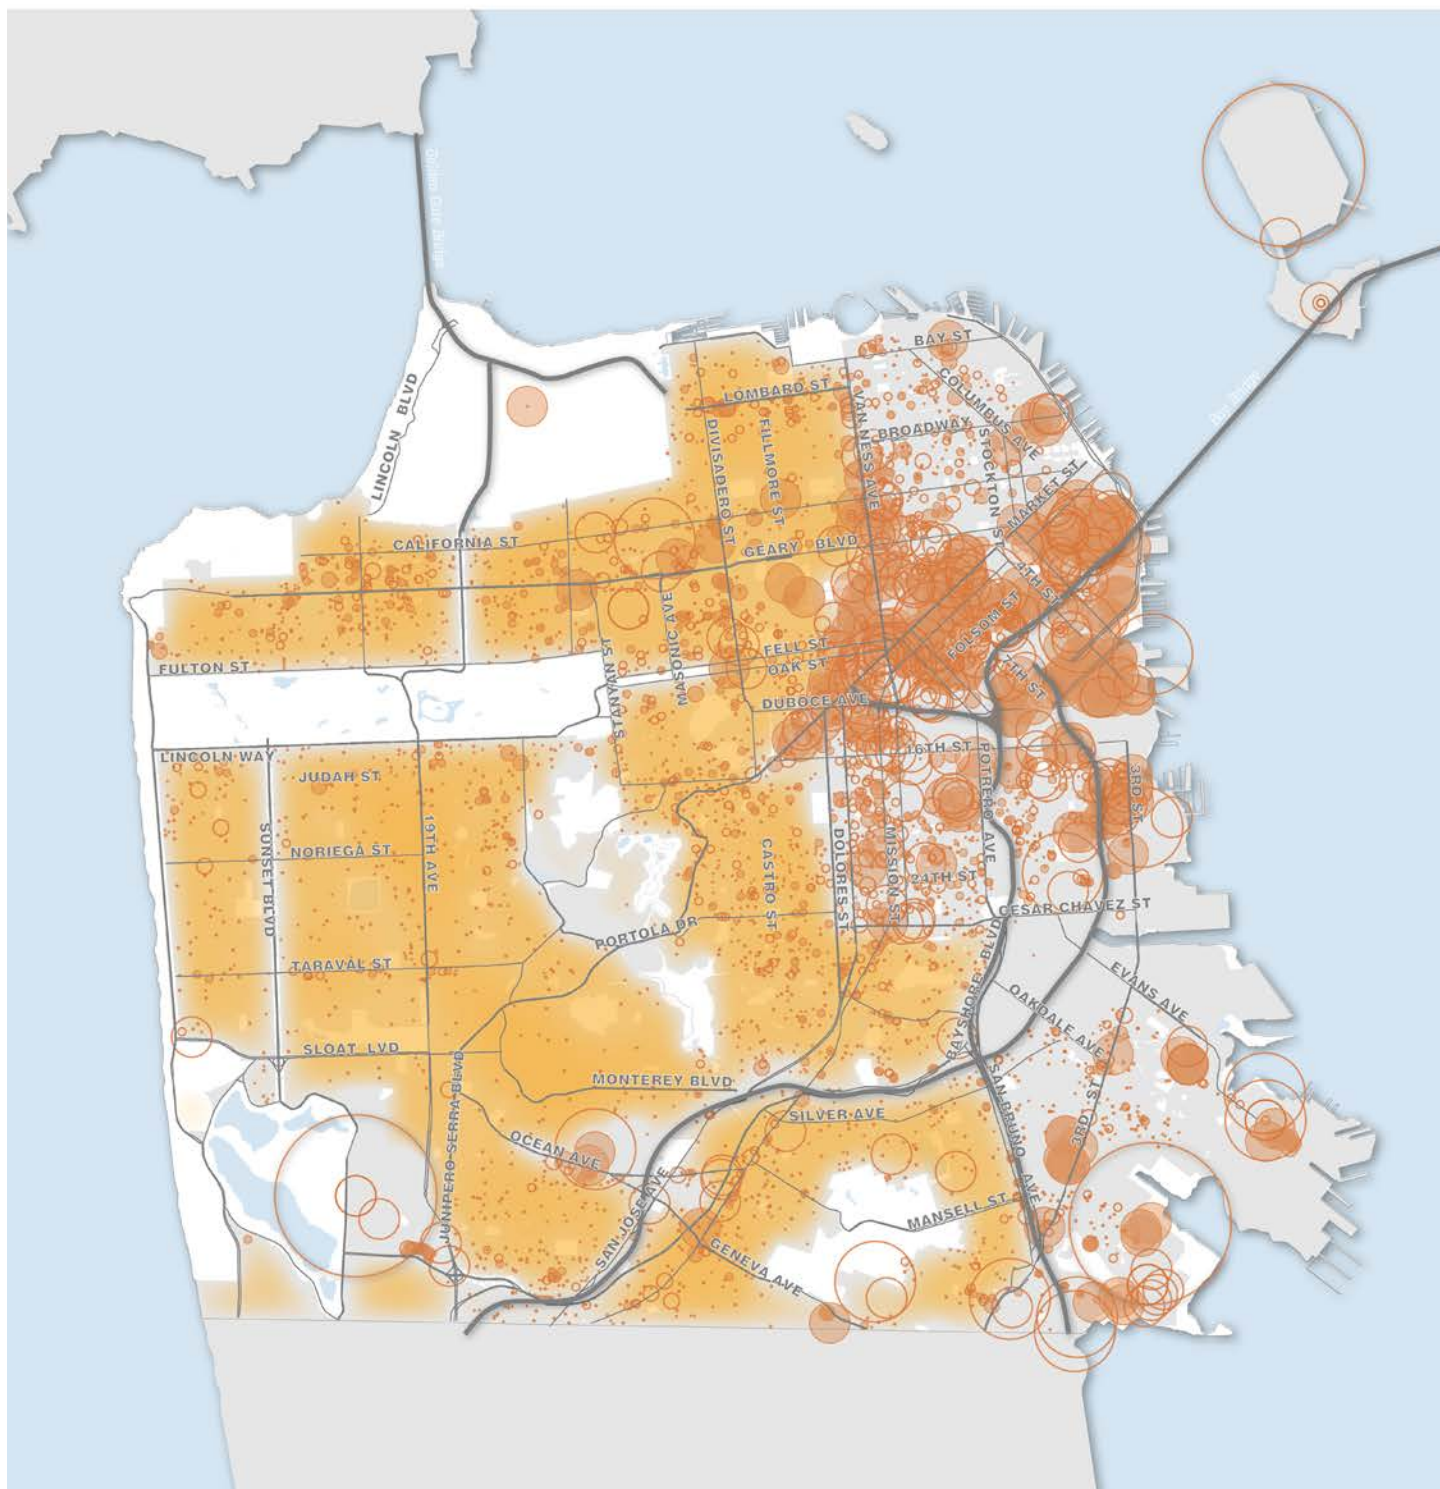 Golden Gate Bridge
BAY ST
LINCOLN BLVD
LOMBARD ST
COLUMBUS AVE
Bay Bridge
VAN NESS AVE
BROADWAY
STOCKTON ST
DIVISADERO ST
FILLMORE ST
MARKET ST
CALIFORNIA ST
GEARY BLVD
4TH ST
FOLSOM ST
MASONIC AVE
STANYAN ST
FULTON ST
FELL ST
OAK ST
7TH ST
DUBOCE AVE
LINCOLN WAY
16TH ST
POTRERO AVE
3RD ST
JUDAH ST
19TH AVE
SUNSET BLVD
NORIEGA ST
CASTRO ST
DOLORES ST
MISSION ST
24TH ST
CESAR CHAVEZ ST
PORTOLA DR
TARAVAL ST
BAYSHORE BLVD
EVANS AVE
OAKDALE AVE
SLOAT LVD
MONTEREY BLVD
SAN BRUNO AVE
3RD ST
SILVER AVE
JUNIPERO SERRA BLVD
OCEAN AVE
SAN JOSE AVE
MANSELL ST
GENEVA AVE